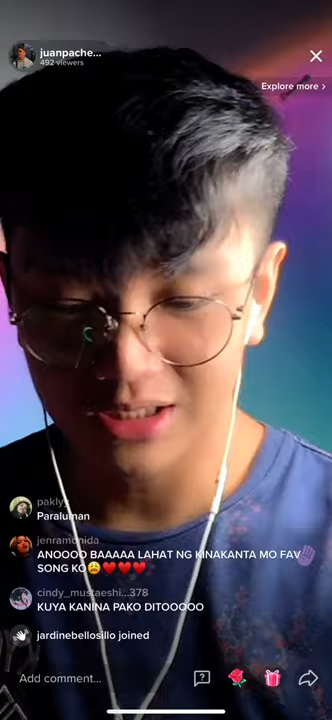 juanpache...
492 viewers
Explore more >
paklyy
Paraluman
jenramonida
ANOOOO BAAAAA LAHAT NG KINAKANTA MO FAV
SONG KO😩❤️❤️❤️
cindy_mustaeshi...378
KUYA KANINA PAKO DITOOOOO
jardinebellosillo joined
Add comment...